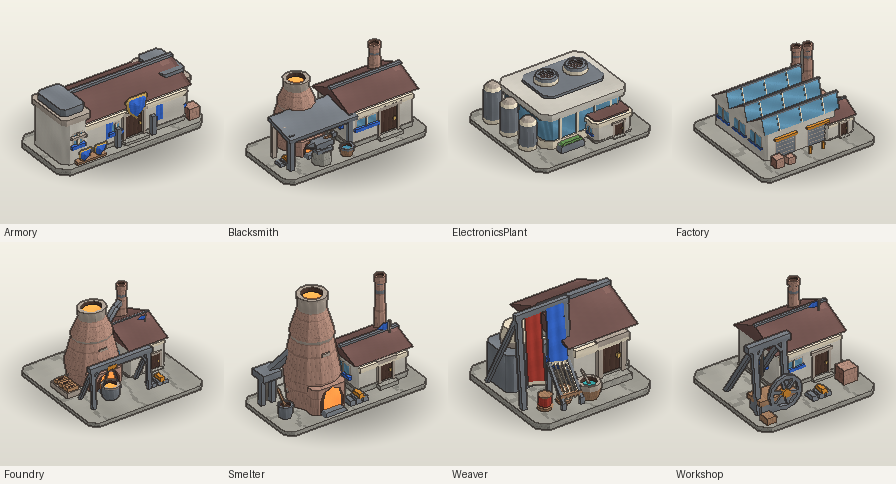 Armory
Blacksmith
ElectronicsPlant
Factory
Foundry
Smelter
Weaver
Workshop